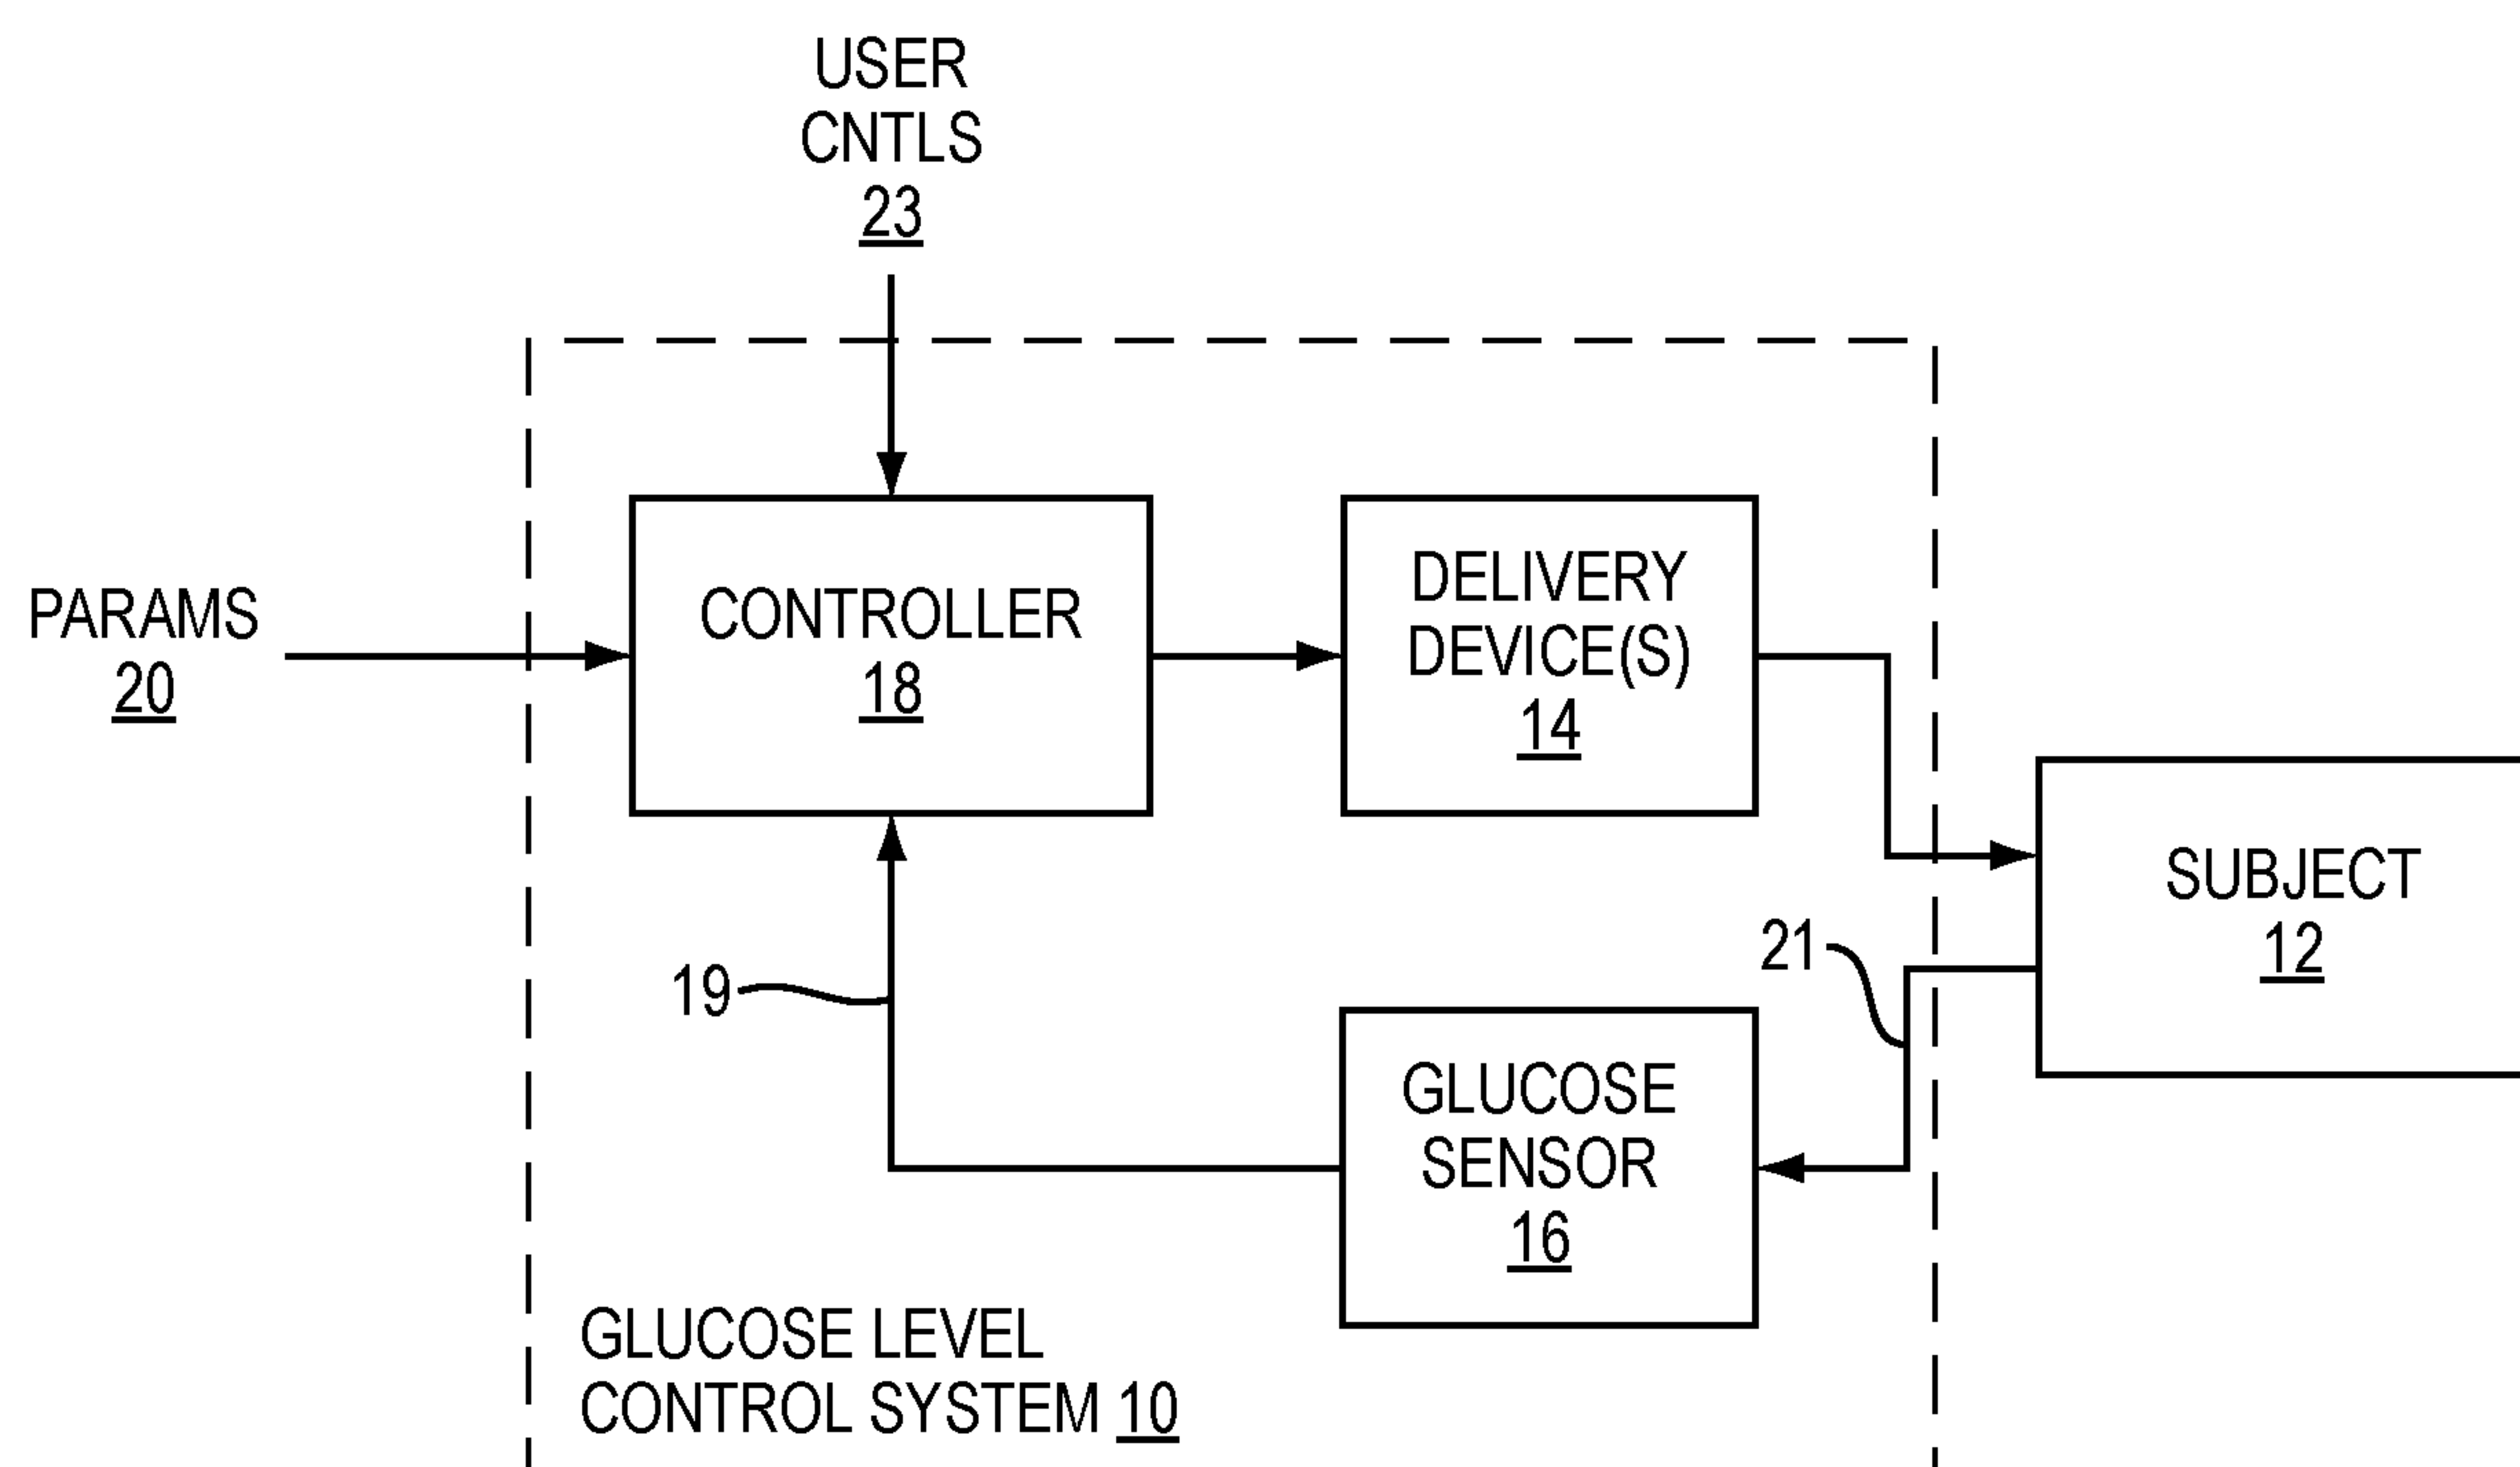 USER
CNTLS
23
PARAMS
20
CONTROLLER
18
DELIVERY
DEVICE(S)
14
SUBJECT
12
21
19
GLUCOSE
SENSOR
16
GLUCOSE LEVEL
CONTROL SYSTEM 10